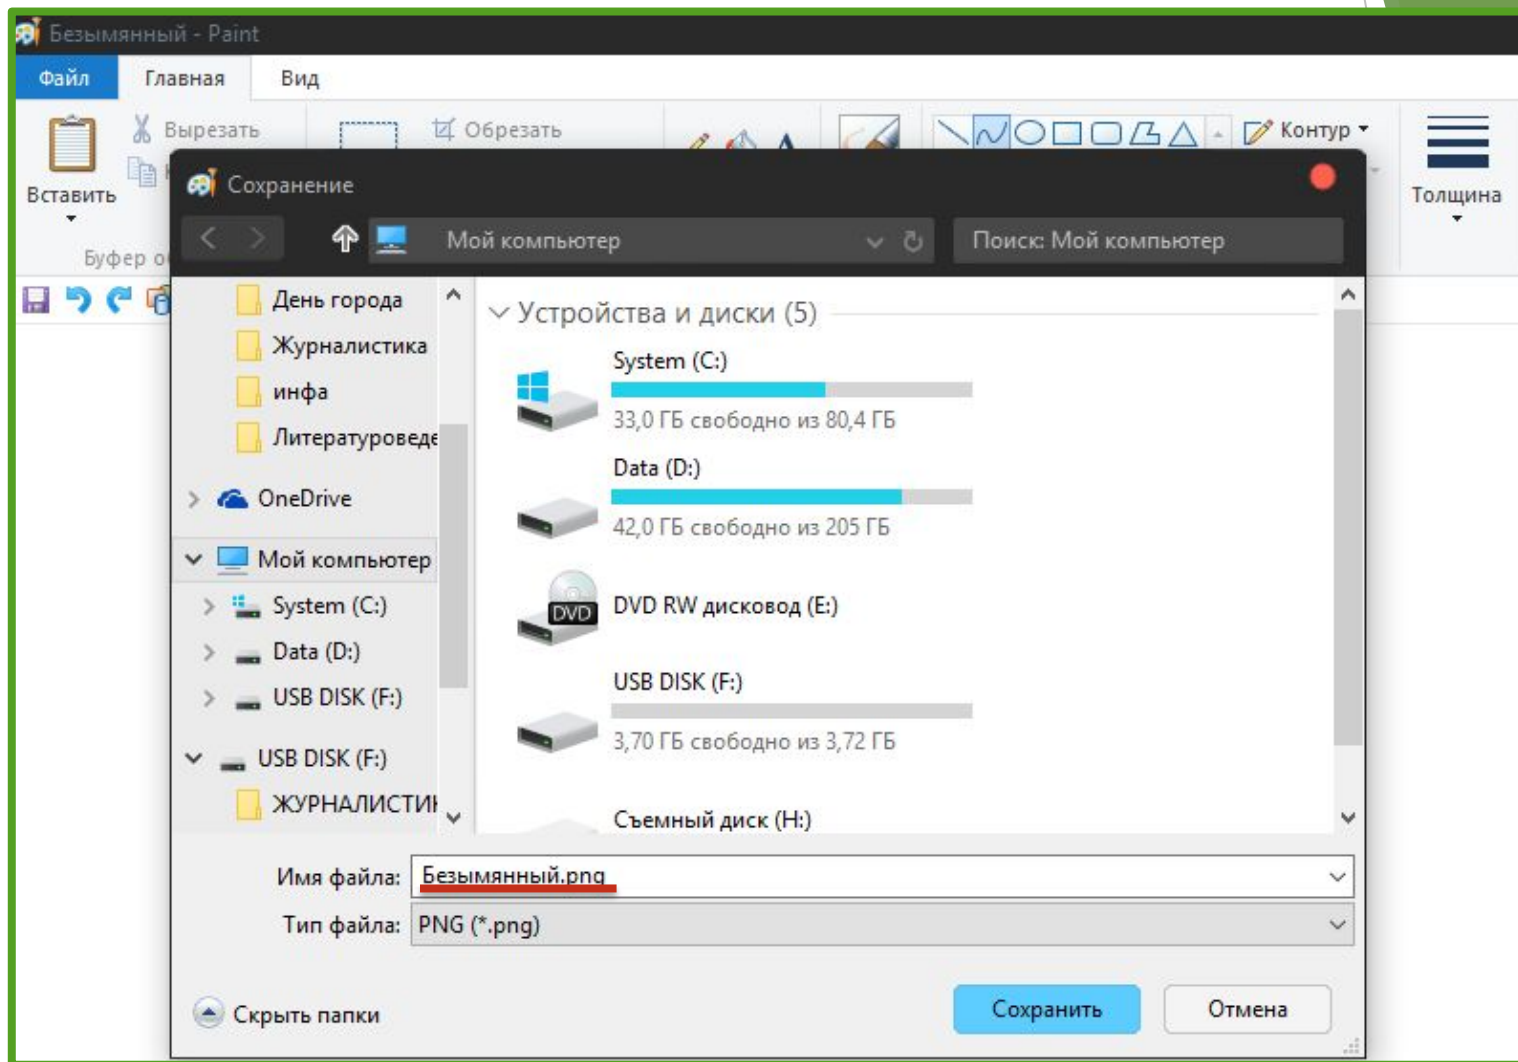 Безымянный - Paint
Файл Главная Вид
Вырезать
Обрезать
Контур
Вставить
Толщина
Сохранение
Мой компьютер
Поиск: Мой компьютер
День города
Журналистика
инфа
OneDrive
Мой компьютер
System (C:)
Data (D:)
USB DISK (F:)
USB DISK (F:)
Устройства и диски (5)
System (C:)
33,0 ГБ свободно из 80,4 ГБ
Data (D:)
42,0 ГБ свободно из 205 ГБ
DVD
DVD RW дисковод (E:)
USB DISK (F:)
3,70 ГБ свободно из 3,72 ГБ
Съемный диск (H:)
Имя файла: Безымянный.png
Тип файла: PNG (*.png)
Скрыть папки
Сохранить
Отмена